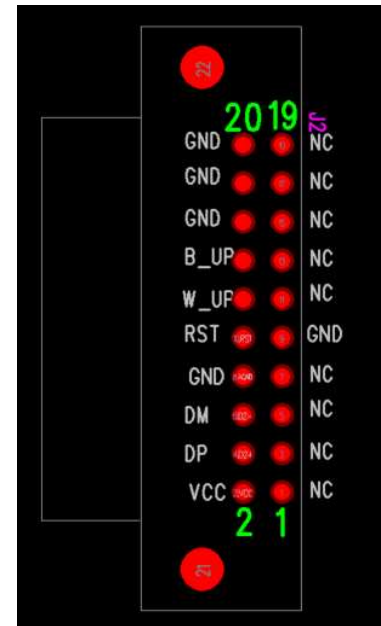 22
20 19 J2
GND NC
GND NC
GND NC
B_UP NC
W_UP NC
RST GND
GND NC
DM NC
DP NC
VCC NC
2 1
21